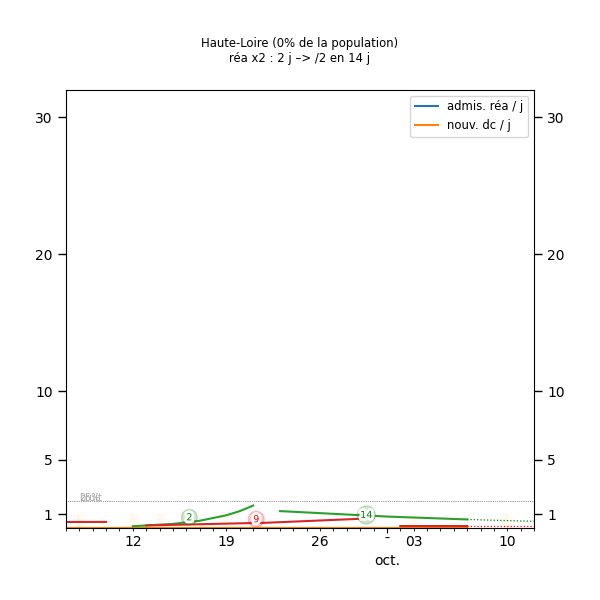 Haute-Loire (0% de la population)
réa x2 : 2 j –> /2 en 14 j
admis. réa / j
nouv. dc / j
30 30
20 20
10 10
5 5
1 1
2 9 14
12 19 26 - 03 10
oct.